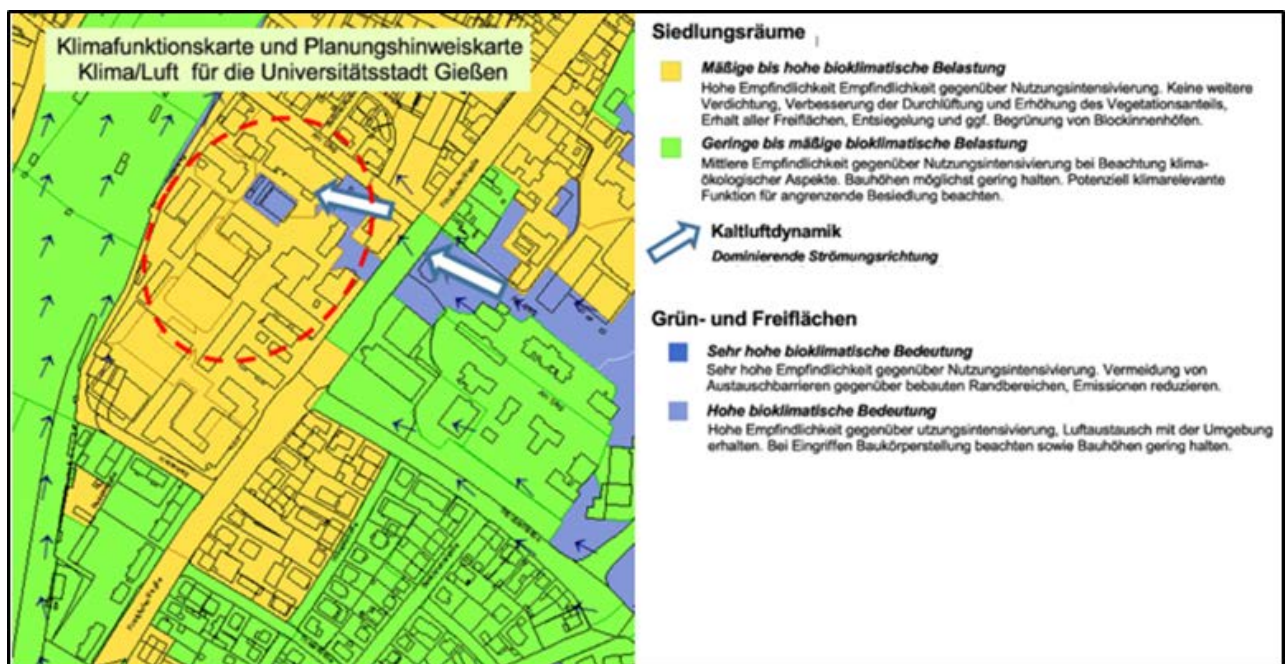 Klimafunktionskarte und Planungshinweiskarte
Klima/Luft für die Universitätsstadt Gießen
Siedlungsräume
Mäßige bis hohe bioklimatische Belastung
Hohe Empfindlichkeit Empfindlichkeit gegenüber Nutzungsintensivierung. Keine weitere
Verdichtung, Verbesserung der Durchlüftung und Erhöhung des Vegetationsanteils,
Erhalt aller Freiflächen, Entsiegelung und ggf. Begrünung von Blockinnenhöfen.
Geringe bis mäßige bioklimatische Belastung
Mittlere Empfindlichkeit gegenüber Nutzungsintensivierung bei Beachtung klima-
ökologischer Aspekte. Bauhöhen möglichst gering halten. Potenziell klimarelevante
Funktion für angrenzende Besiedlung beachten.
Kaltluftdynamik
Dominierende Strömungsrichtung
Grün- und Freiflächen
Sehr hohe bioklimatische Bedeutung
Sehr hohe Empfindlichkeit gegenüber Nutzungsintensivierung. Vermeidung von
Austauschbarrieren gegenüber bebauten Randbereichen, Emissionen reduzieren.
Hohe bioklimatische Bedeutung
Hohe Empfindlichkeit gegenüber utzungsintensivierung, Luftaustausch mit der Umgebung
erhalten. Bei Eingriffen Baukörperstellung beachten sowie Bauhöhen gering halten.